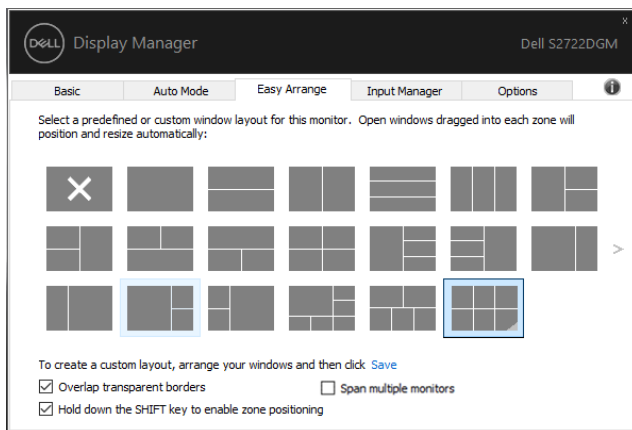 x
DELL Display Manager Dell S2722DGM
Basic Auto Mode Easy Arrange Input Manager Options i
Select a predefined or custom window layout for this monitor. Open windows dragged into each zone will
position and resize automatically:
>
To create a custom layout, arrange your windows and then click Save
Overlap transparent borders Span multiple monitors
Hold down the SHIFT key to enable zone positioning